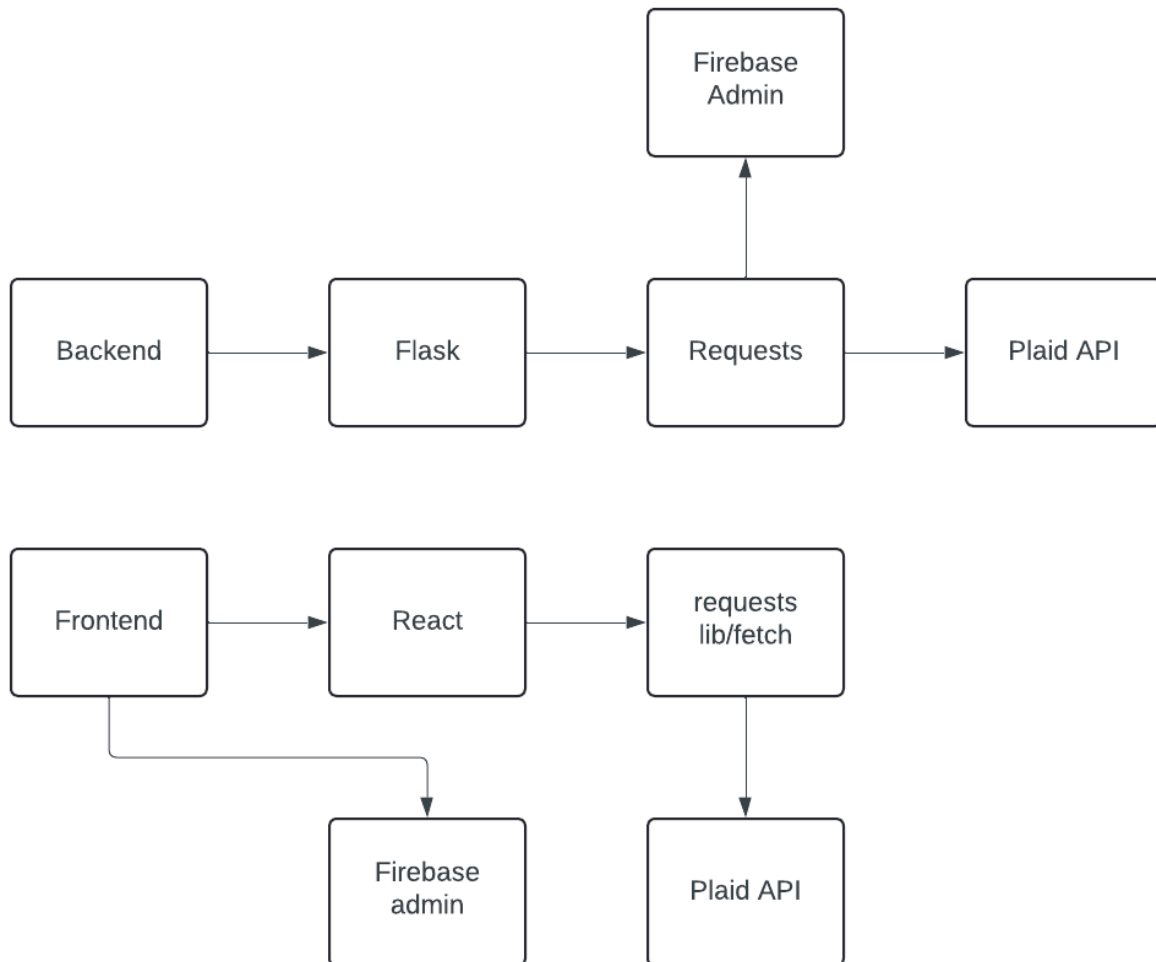 Firebase
Admin
Backend
Flask
Requests
Plaid API
Frontend
React
requests
lib/fetch
Firebase
admin
Plaid API